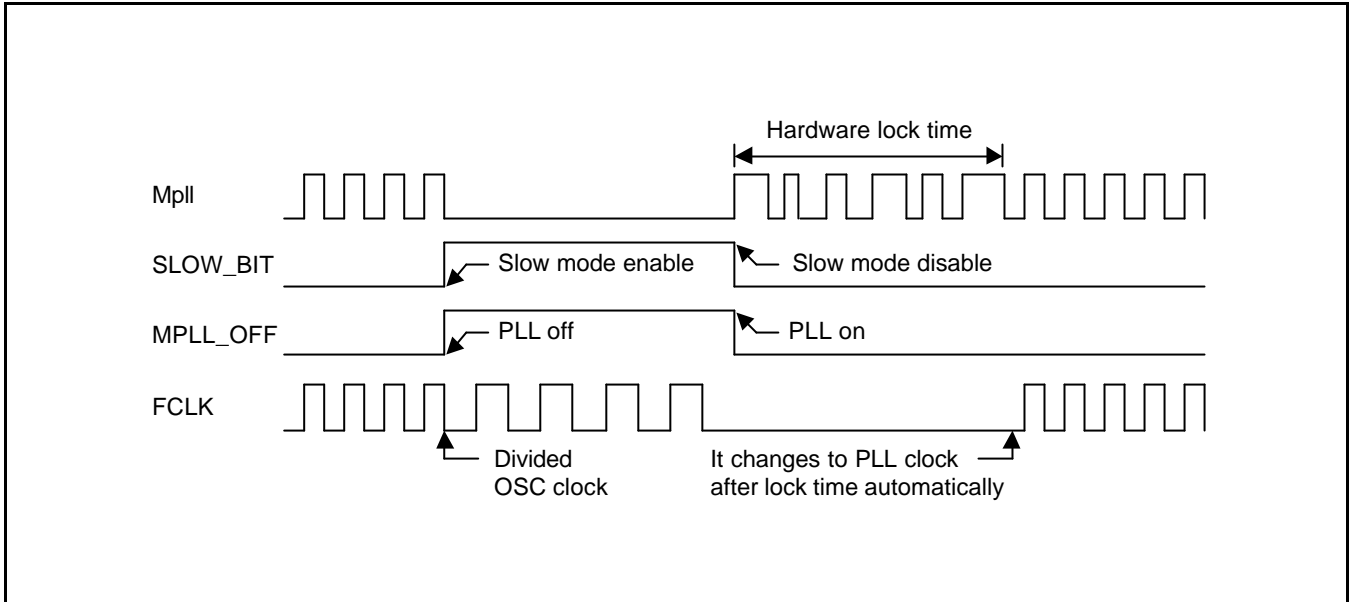 Hardware lock time
Mpll
SLOW_BIT
Slow mode enable
Slow mode disable
MPLL_OFF
PLL off
PLL on
FCLK
Divided
OSC clock
It changes to PLL clock
after lock time automatically